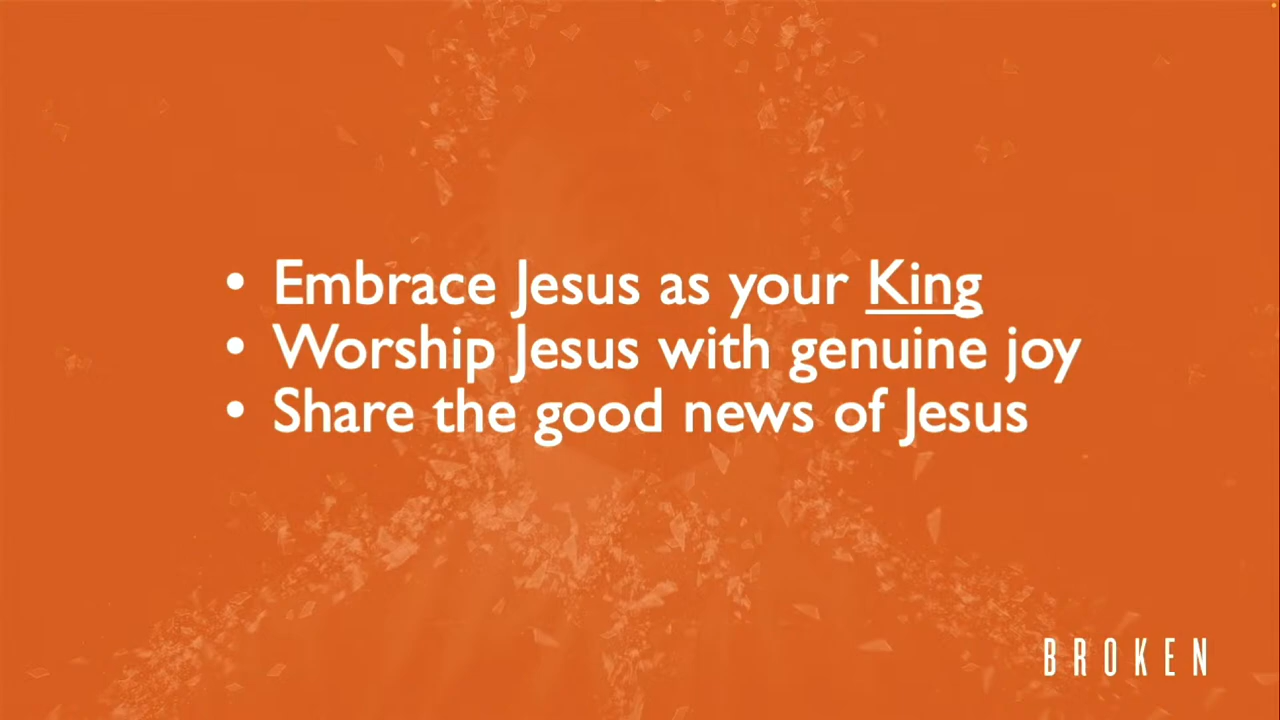 • Embrace Jesus as your King
• Worship Jesus with genuine joy
• Share the good news of Jesus
BROKEN